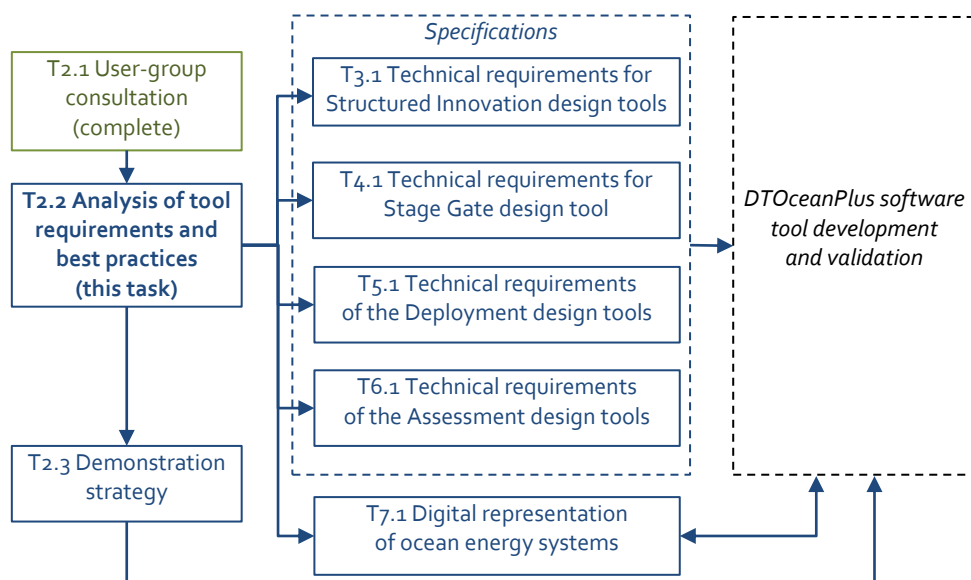 T2.1 User-group
consultation
(complete)
T2.2 Analysis of tool
requirements and
best practices
(this task)
T2.3 Demonstration
strategy
Specifications
T3.1 Technical requirements for
Structured Innovation design tools
T4.1 Technical requirements for
Stage Gate design tool
T5.1 Technical requirements
of the Deployment design tools
T6.1 Technical requirements
of the Assessment design tools
T7.1 Digital representation
of ocean energy systems
DTOceanPlus software
tool development
and validation